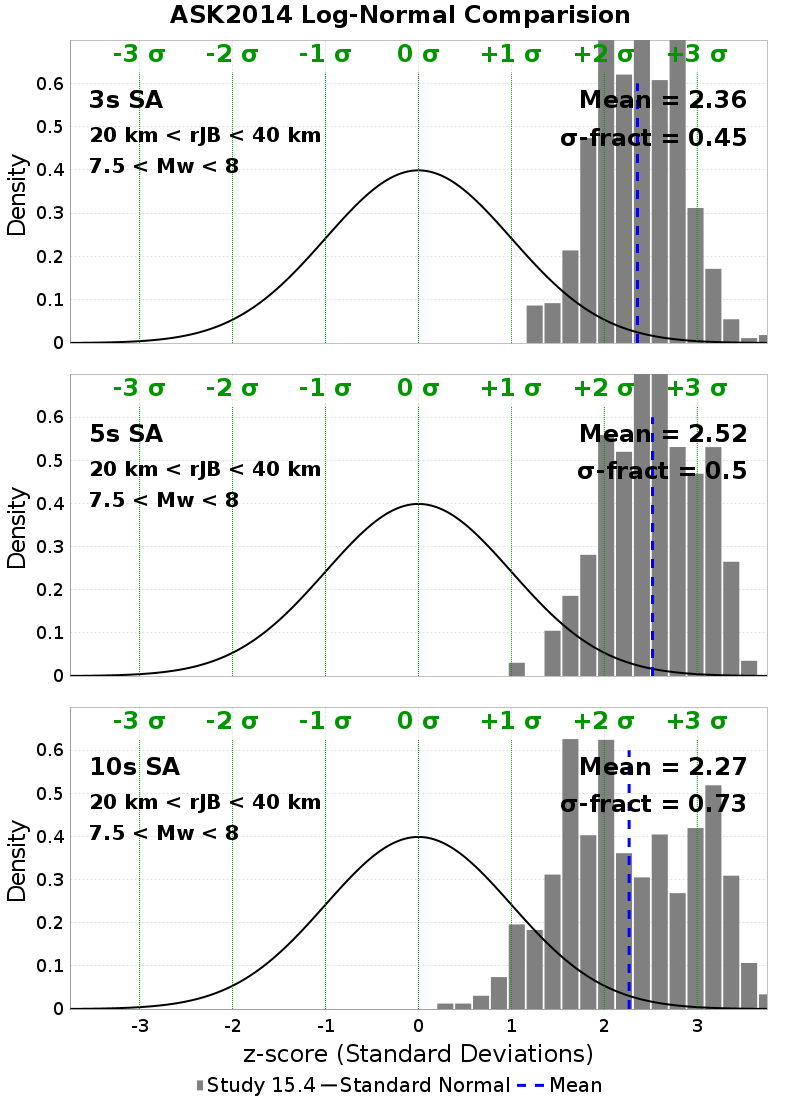 ASK2014 Log-Normal Comparision
-3 σ -2 σ -1 σ 0 σ +1 σ +2 σ +3 σ
0.6
3s SA
Mean = 2.36
0.5
20 km < rJB < 40 km
σ-fract = 0.45
7.5 < Mw < 8
0.4
0.3
0.2
0.1
0
Density
-3 σ -2 σ -1 σ 0 σ +1 σ +2 σ +3 σ
0.6
5s SA
Mean = 2.52
0.5
20 km < rJB < 40 km
σ-fract = 0.5
7.5 < Mw < 8
0.4
0.3
0.2
0.1
0
Density
-3 σ -2 σ -1 σ 0 σ +1 σ +2 σ +3 σ
0.6
10s SA
Mean = 2.27
0.5
20 km < rJB < 40 km
σ-fract = 0.73
7.5 < Mw < 8
0.4
0.3
0.2
0.1
0
Density
-3 -2 -1 0 1 2 3
z-score (Standard Deviations)
Study 15.4 Standard Normal Mean